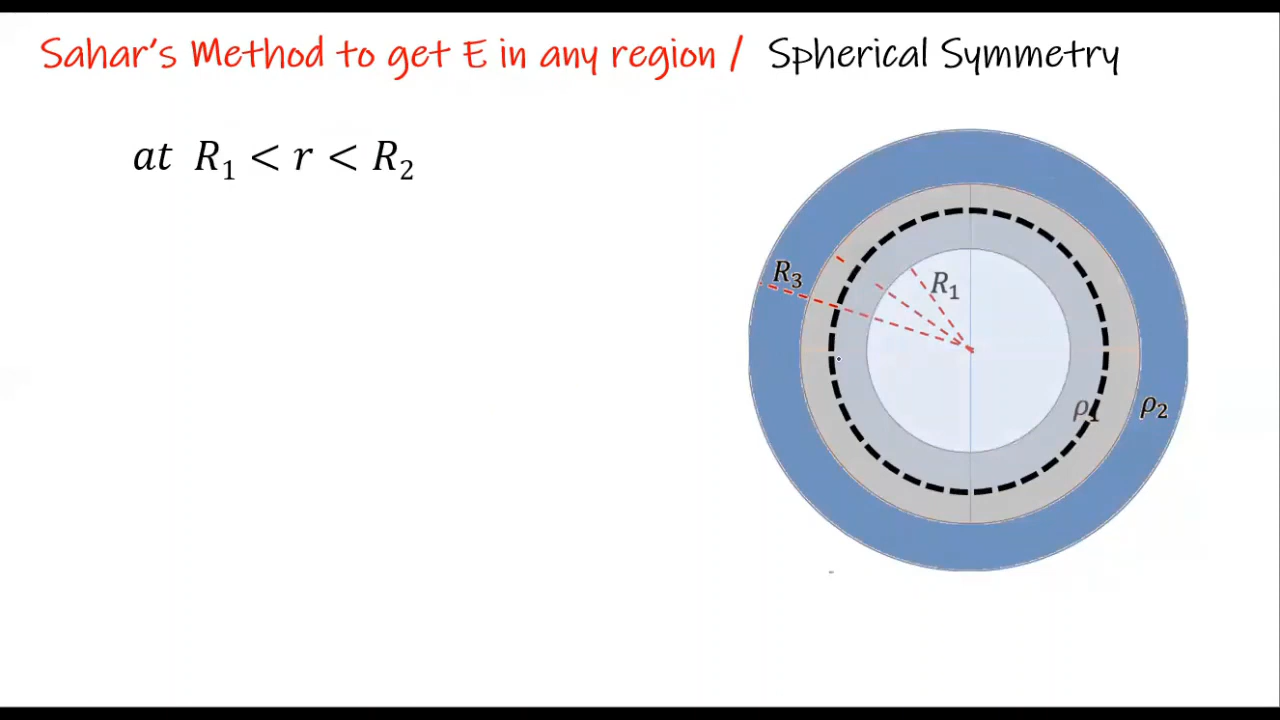 Sahar's Method to get E in any region / Spherical Symmetry
at R₁ < r < R₂
R₃
R₁
ρ₁
ρ₂